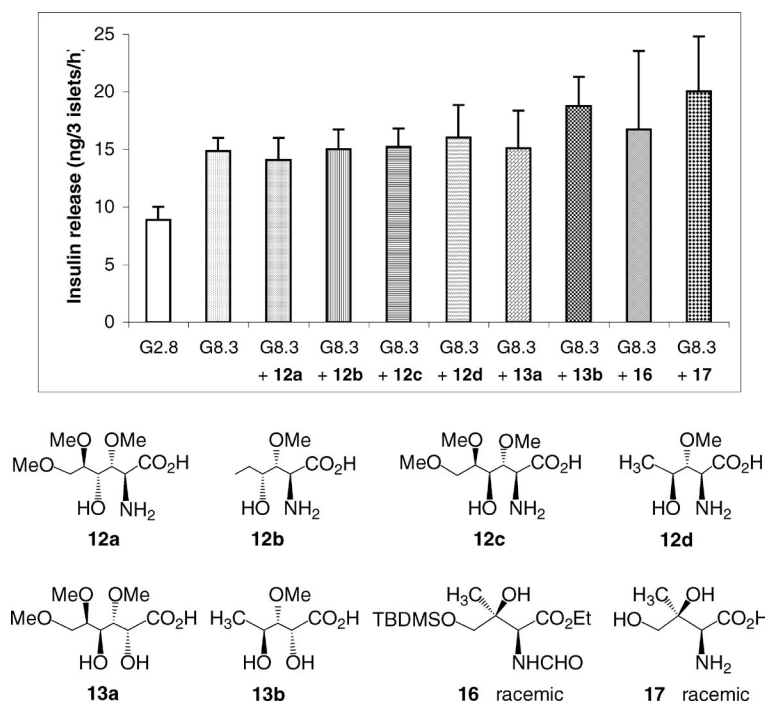 Insulin release (ng/3 islets/h)
25
20
15
10
5
0
G2.8 G8.3 G8.3 G8.3 G8.3 G8.3 G8.3 G8.3 G8.3 G8.3
+ 12a + 12b + 12c + 12d + 13a + 13b + 16 + 17
MeO OMe
MeO CO2H
HO NH2
12a
OMe
CO2H
HO NH2
12b
MeO OMe
MeO CO2H
HO NH2
12c
OMe
H3C CO2H
HO NH2
12d
MeO OMe
MeO CO2H
HO OH
13a
OMe
H3C CO2H
HO OH
13b
H3C OH
TBDMSO CO2Et
NHCHO
16 racemic
H3C OH
HO CO2H
NH2
17 racemic